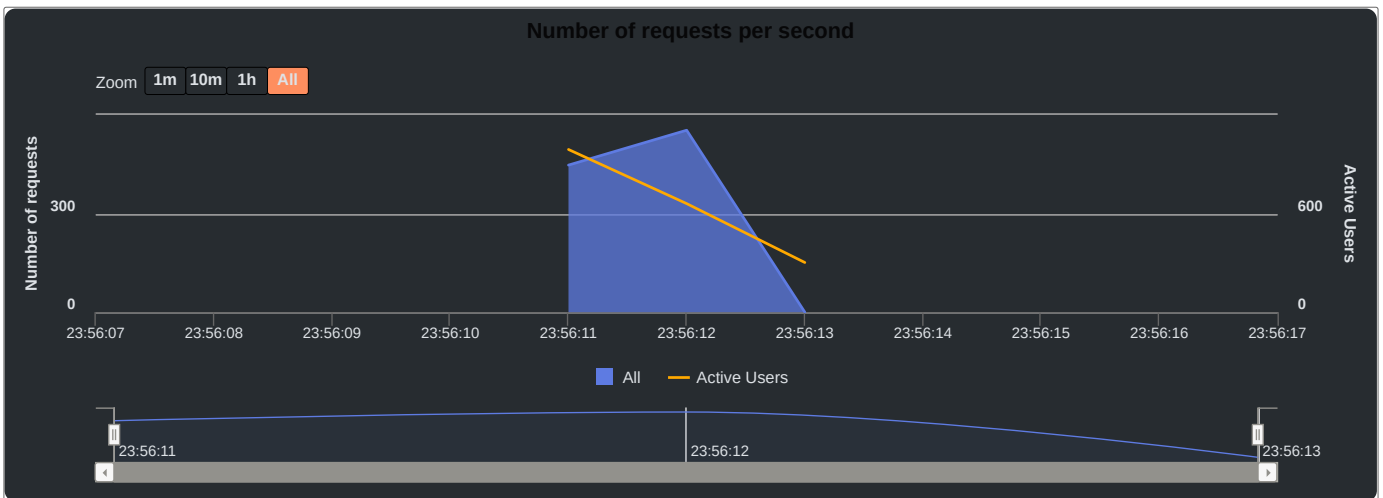 Number of requests per second
Zoom 1m 10m 1h All
Number of requests
300
0
Active Users
600
0
23:56:07 23:56:08 23:56:09 23:56:10 23:56:11 23:56:12 23:56:13 23:56:14 23:56:15 23:56:16 23:56:17
All Active Users
23:56:11 23:56:12 23:56:13